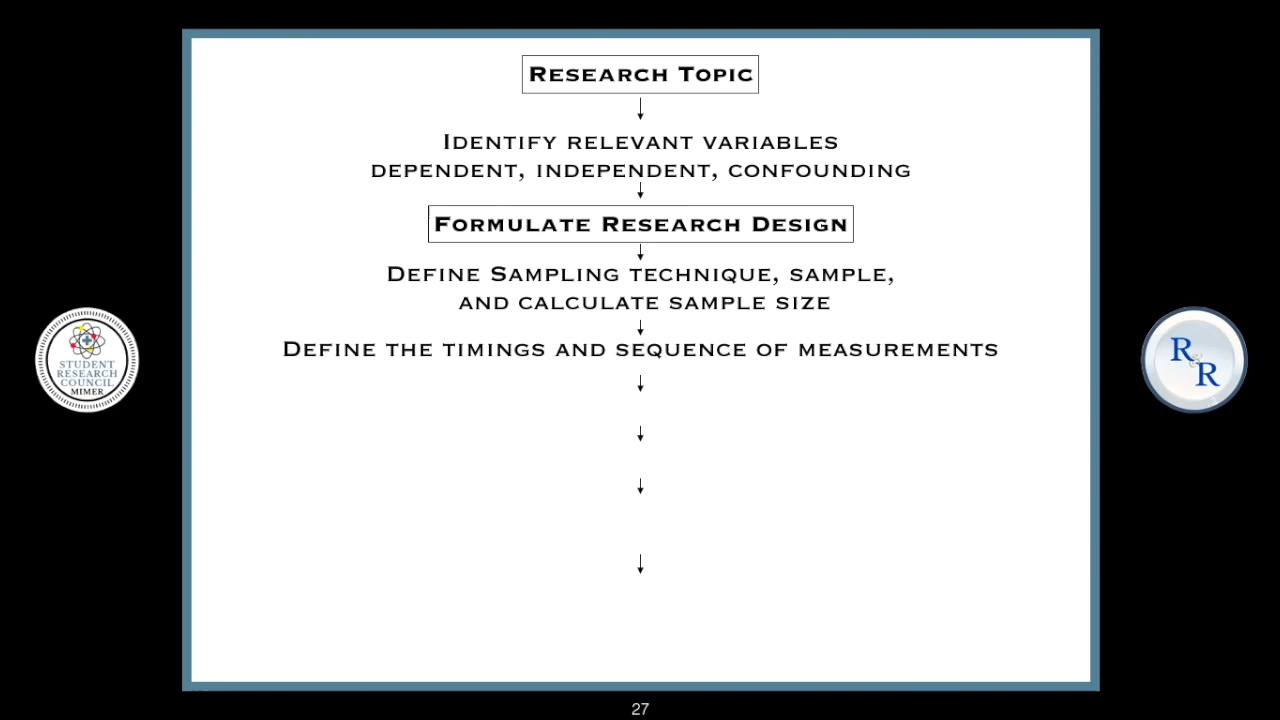 Research Topic
Identify relevant variables
dependent, independent, confounding
Formulate Research Design
Define Sampling technique, sample,
and calculate sample size
Define the timings and sequence of measurements
STUDENT
RESEARCH
COUNCIL
MIMER
R&R
27